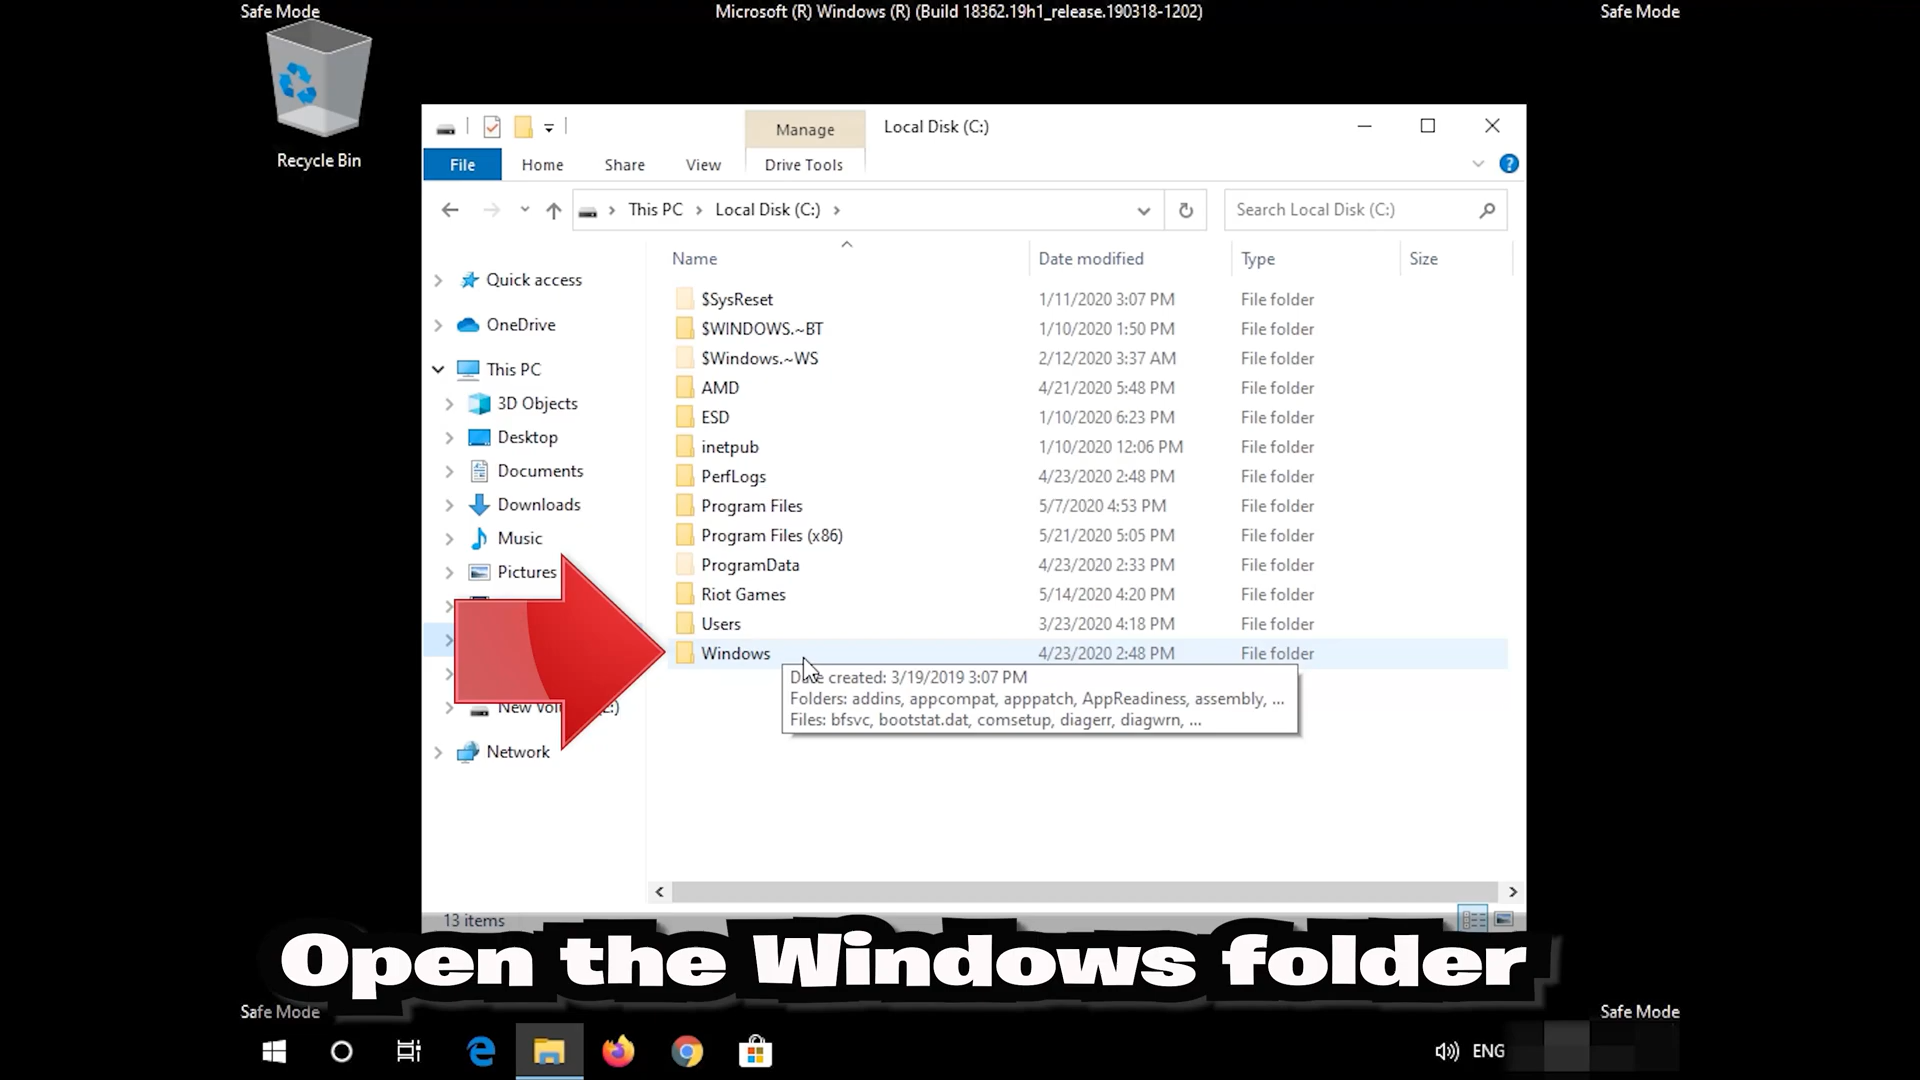 Safe Mode
Microsoft (R) Windows (R) (Build 18362.19h1_release.190318-1202)
Safe Mode
Recycle Bin
Manage
Local Disk (C:)
File
Home
Share
View
Drive Tools
This PC
Local Disk (C:)
Search Local Disk (C:)
Name
Date modified
Type
Size
Quick access
OneDrive
This PC
3D Objects
Desktop
Documents
Downloads
Music
Pictures
Network
$SysReset 1/11/2020 3:07 PM File folder
$WINDOWS.~BT 1/10/2020 1:50 PM File folder
$Windows.~WS 2/12/2020 3:37 AM File folder
AMD 4/21/2020 5:48 PM File folder
ESD 1/10/2020 6:23 PM File folder
inetpub 1/10/2020 12:06 PM File folder
PerfLogs 4/23/2020 2:48 PM File folder
Program Files 5/7/2020 4:53 PM File folder
Program Files (x86) 5/21/2020 5:05 PM File folder
ProgramData 4/23/2020 2:33 PM File folder
Riot Games 5/14/2020 4:20 PM File folder
Users 3/23/2020 4:18 PM File folder
Windows 4/23/2020 2:48 PM File folder
Date created: 3/19/2019 3:07 PM
Folders: addins, appcompat, apppatch, AppReadiness, assembly, ...
Files: bfsvc, bootstat.dat, comsetup, diagerr, diagwrn, ...
13 items
Open the Windows folder
Safe Mode
Safe Mode
ENG